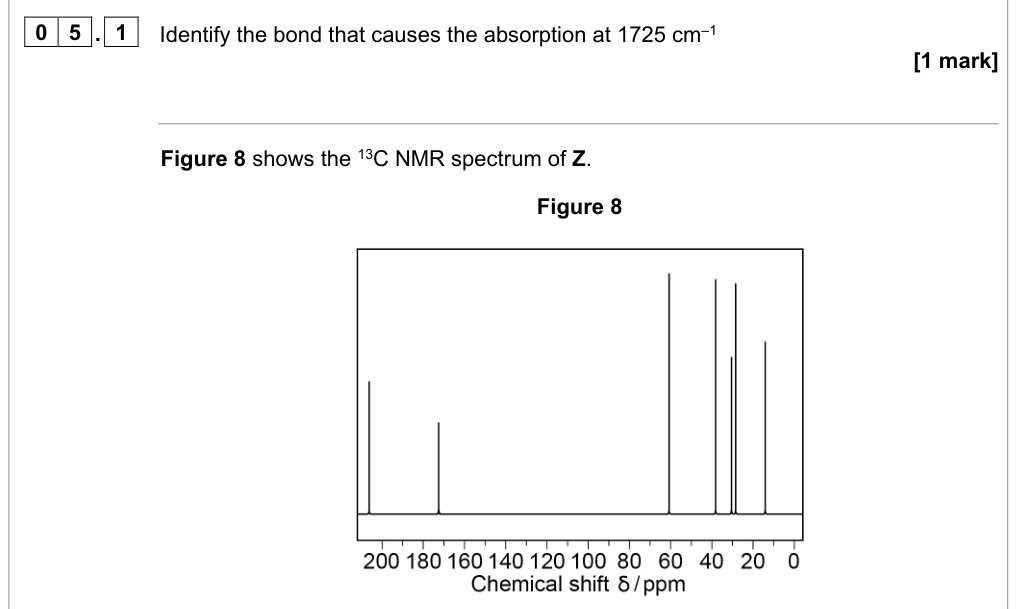 0 5 . 1 Identify the bond that causes the absorption at 1725 cm⁻¹
[1 mark]
Figure 8 shows the ¹³C NMR spectrum of Z.
Figure 8
200 180 160 140 120 100 80 60 40 20 0
Chemical shift δ/ppm